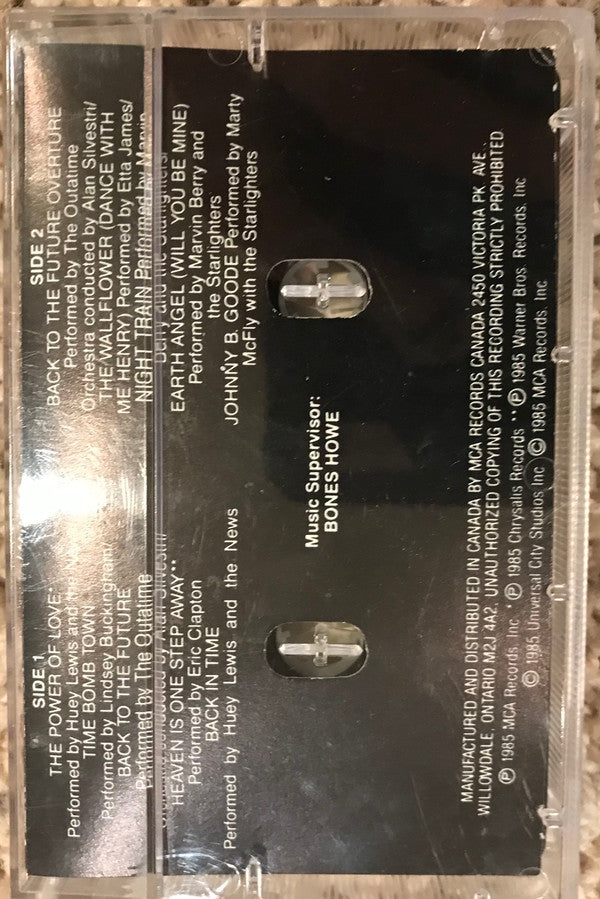 SIDE 1
THE POWER OF LOVE*
Performed by Huey Lewis and the
TIME BOMB TOWN
Performed by Lindsey Buckingham/
BACK TO THE FUTURE
Performed by The Outatime
by Alan Silvestri/
HEAVEN IS ONE STEP AWAY**
Performed by Eric Clapton
BACK IN TIME
Performed by Huey Lewis and the News
SIDE 2
BACK TO THE FUTURE OVERTURE
Performed by The Outatime
Orchestra conducted by Alan Silvestri/
THE WALLFLOWER (DANCE WITH
ME HENRY) Performed by Etta James/
NIGHT TRAIN Performed by Marvin
Berry and the Starlighters/
EARTH ANGEL (WILL YOU BE MINE)
Performed by Marvin Berry and
the Starlighters
JOHNNY B. GOODE Performed by Marty
McFly with the Starlighters
Music Supervisor:
BONES HOWE
MANUFACTURED AND DISTRIBUTED IN CANADA BY MCA RECORDS CANADA 2450 VICTORIA PK. AVE.,
WILLOWDALE, ONTARIO M2J 4A2. UNAUTHORIZED COPYING OF THIS RECORDING STRICTLY PROHIBITED.
℗ 1985 MCA Records, Inc. * ℗ 1985 Chrysalis Records ** ℗ 1985 Warner Bros. Records, Inc.
© 1985 Universal City Studios Inc. © 1985 MCA Records, Inc.